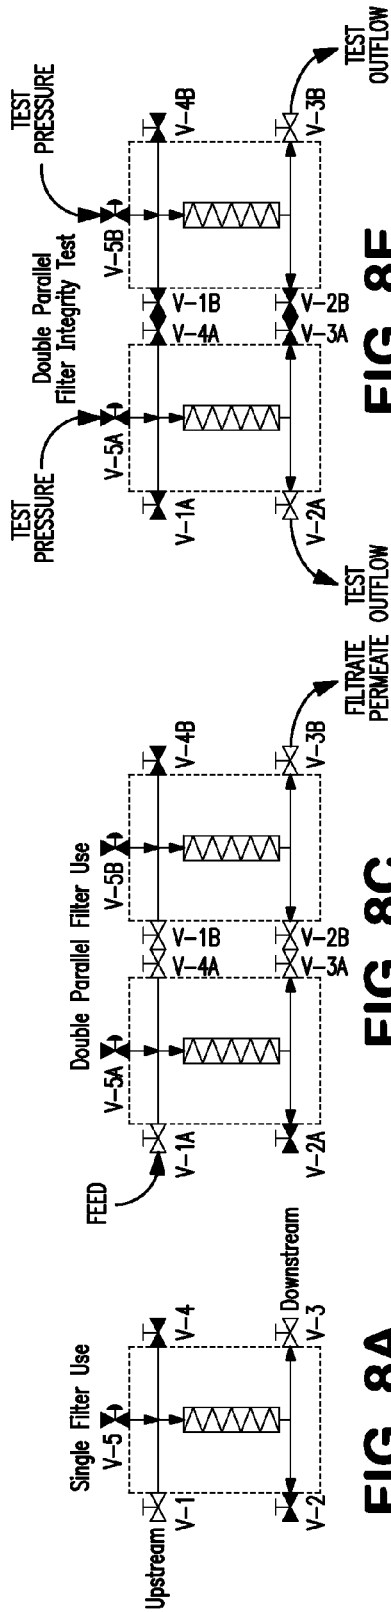 Single Filter Use
V-5
V-4
Upstream
V-1
Downstream
V-2
V-3
FIG. 8A
Double Parallel Filter Use
V-5A
V-5B
FEED
V-1A
V-4A
V-1B
V-4B
V-2A
V-3A
V-2B
V-3B
FILTRATE
PERMEATE
FIG. 8C
TEST
PRESSURE
TEST
PRESSURE
Double Parallel
Filter Integrity Test
V-5A
V-5B
V-1A
V-4A
V-1B
V-4B
V-2A
V-3A
V-2B
V-3B
TEST
OUTFLOW
TEST
OUTFLOW